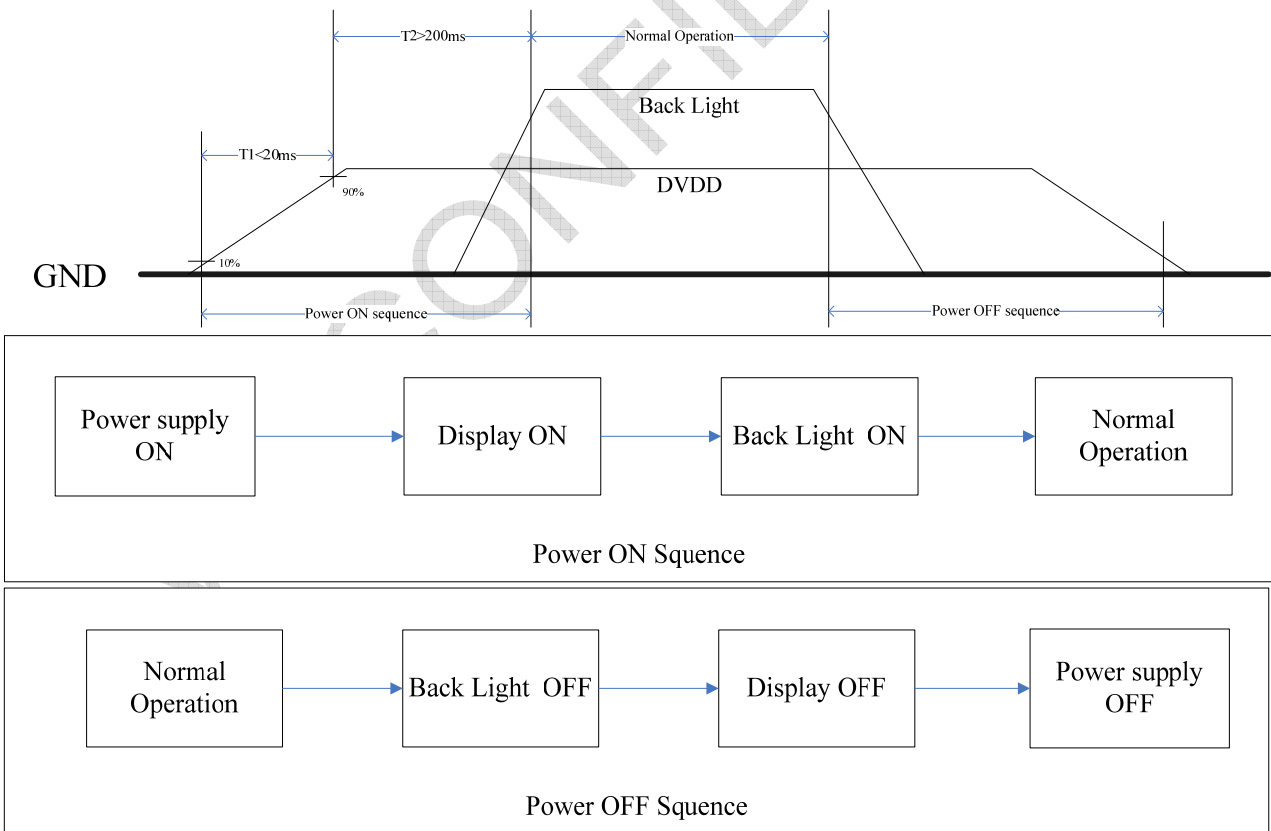 T2>200ms
Normal Operation
Back Light
T1<20ms
DVDD
90%
10%
GND
Power ON sequence
Power OFF sequence
Power supply
ON
Display ON
Back Light ON
Normal
Operation
Power ON Squence
Normal
Operation
Back Light OFF
Display OFF
Power supply
OFF
Power OFF Squence